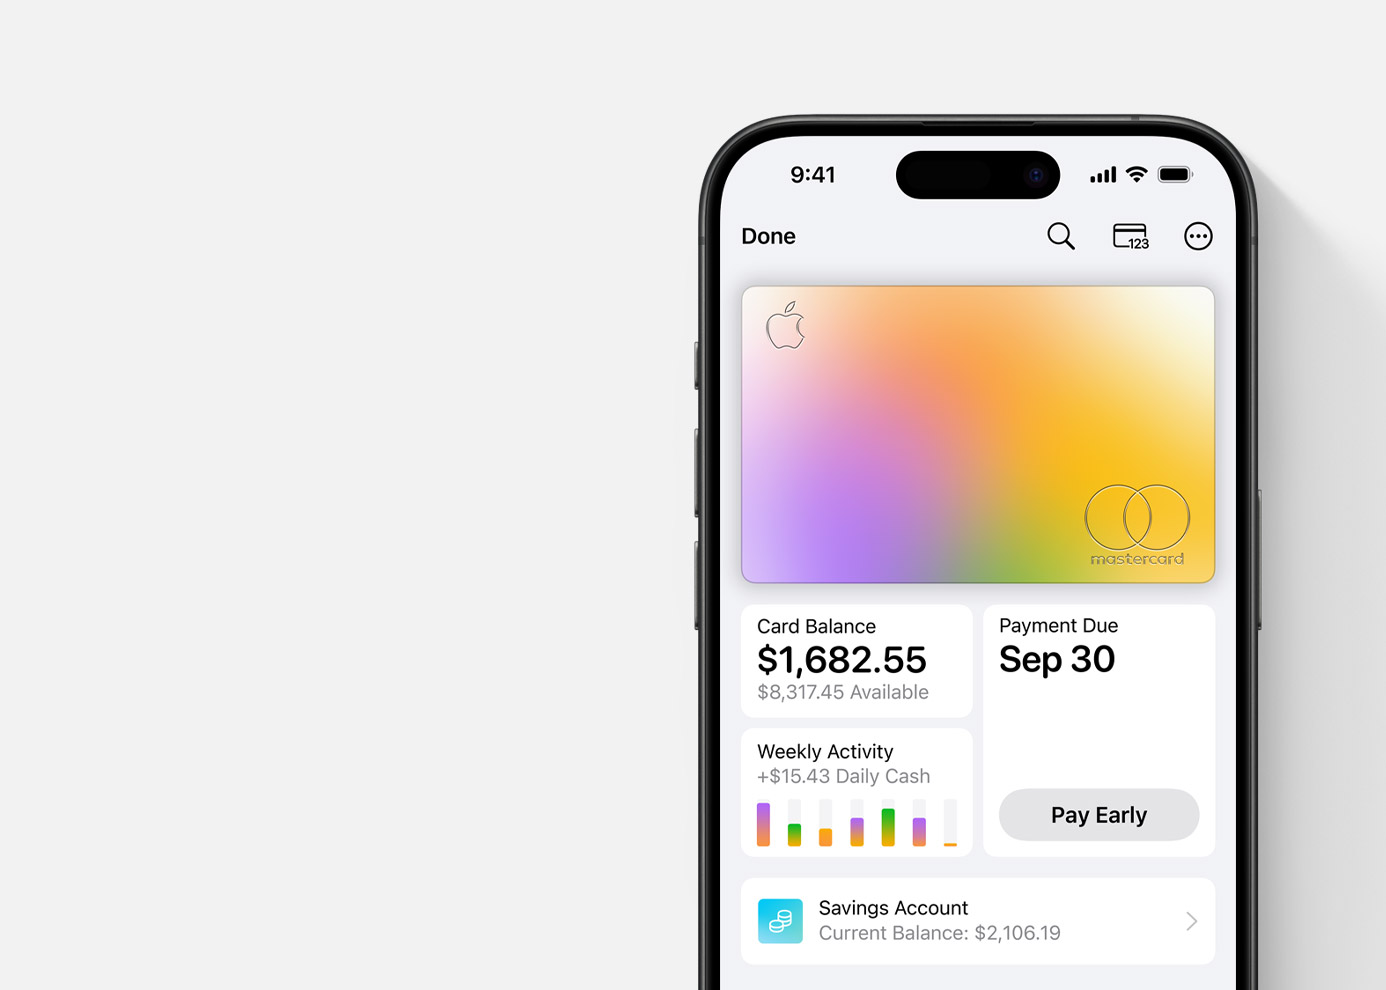 9:41
Done
123
mastercard
Card Balance
$1,682.55
$8,317.45 Available
Payment Due
Sep 30
Weekly Activity
+$15.43 Daily Cash
Pay Early
Savings Account
Current Balance: $2,106.19